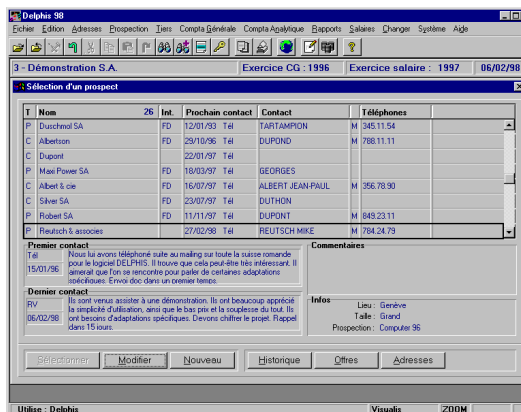 Delphis 98
Fichier Edition Adresses Prospection Tiers Compta Générale Compta Analytique Rapports Salaires Changer Système Aide
3 - Démonstration S.A. Exercice CG : 1996 Exercice salaire : 1997 06/02/98
Sélection d'un prospect
T Nom 26 Int. Prochain contact Contact Téléphones
P Duschmol SA FD 12/01/93 Tél TARTAMPION M 345.11.54
C Albertson FD 29/10/96 Tél DUPOND M 788.11.11
C Dupont 22/01/97 Tél
P Maxi Power SA FD 18/03/97 Tél GEORGES
C Albert & cie FD 16/07/97 Tél ALBERT JEAN-PAUL M 356.78.90
C Silver SA FD 23/07/97 Tél DUTHON
P Robert SA FD 11/11/97 Tél DUPONT M 849.23.11
P Reutsch & associes 27/02/98 Tél REUTSCH MIKE M 784.24.79
Premier contact
Tél
15/01/96
Nous lui avons téléphoné suite au mailing sur toute la suisse romande
pour le logiciel DELPHIS. Il trouve que cela peut-être très intéressant. Il
aimerait que l'on se rencontre pour parler de certaines adaptations
spécifiques. Envoi doc dans un premier temps.
Commentaires
Dernier contact
RV
06/02/98
Ils sont venus assister à une démonstration. Ils ont beaucoup apprécié
la simplicité d'utilisation, ainsi que le bas prix et la souplesse du tout. Ils
ont besoins d'adaptations spécifiques. Devons chiffrer le projet. Rappel
dans 15 jours.
Infos
Lieu : Genève
Taille : Grand
Prospection : Computer 96
Sélectionner Modifier Nouveau Historique Offres Adresses
Utilise : Delphis Visualis ZOOM